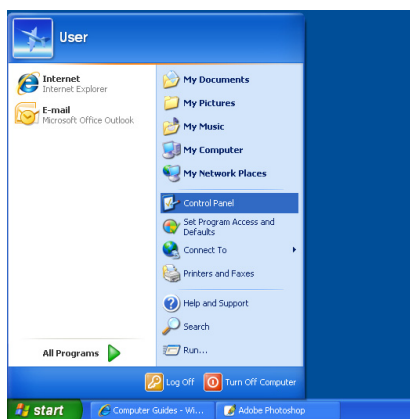 User
Internet
Internet Explorer
E-mail
Microsoft Office Outlook
My Documents
My Pictures
My Music
My Computer
My Network Places
Control Panel
Set Program Access and
Defaults
Connect To
Printers and Faxes
Help and Support
Search
Run...
All Programs
Log Off
Turn Off Computer
start
Computer Guides - Wi...
Adobe Photoshop